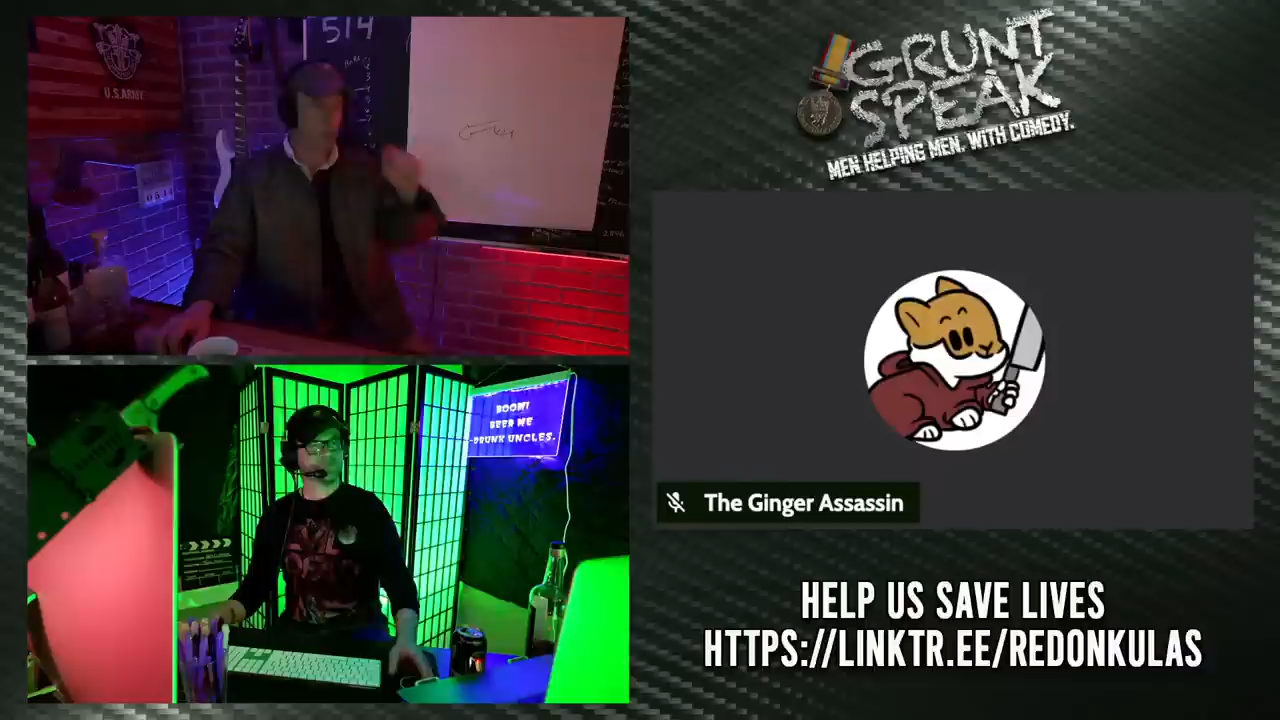 U.S.ARMY
514
GRUNT
SPEAK
MEN HELPING MEN. WITH COMEDY.
BOOM!
BEER ME
-DRUNK UNCLES.
The Ginger Assassin
HELP US SAVE LIVES
HTTPS://LINKTR.EE/REDONKULAS